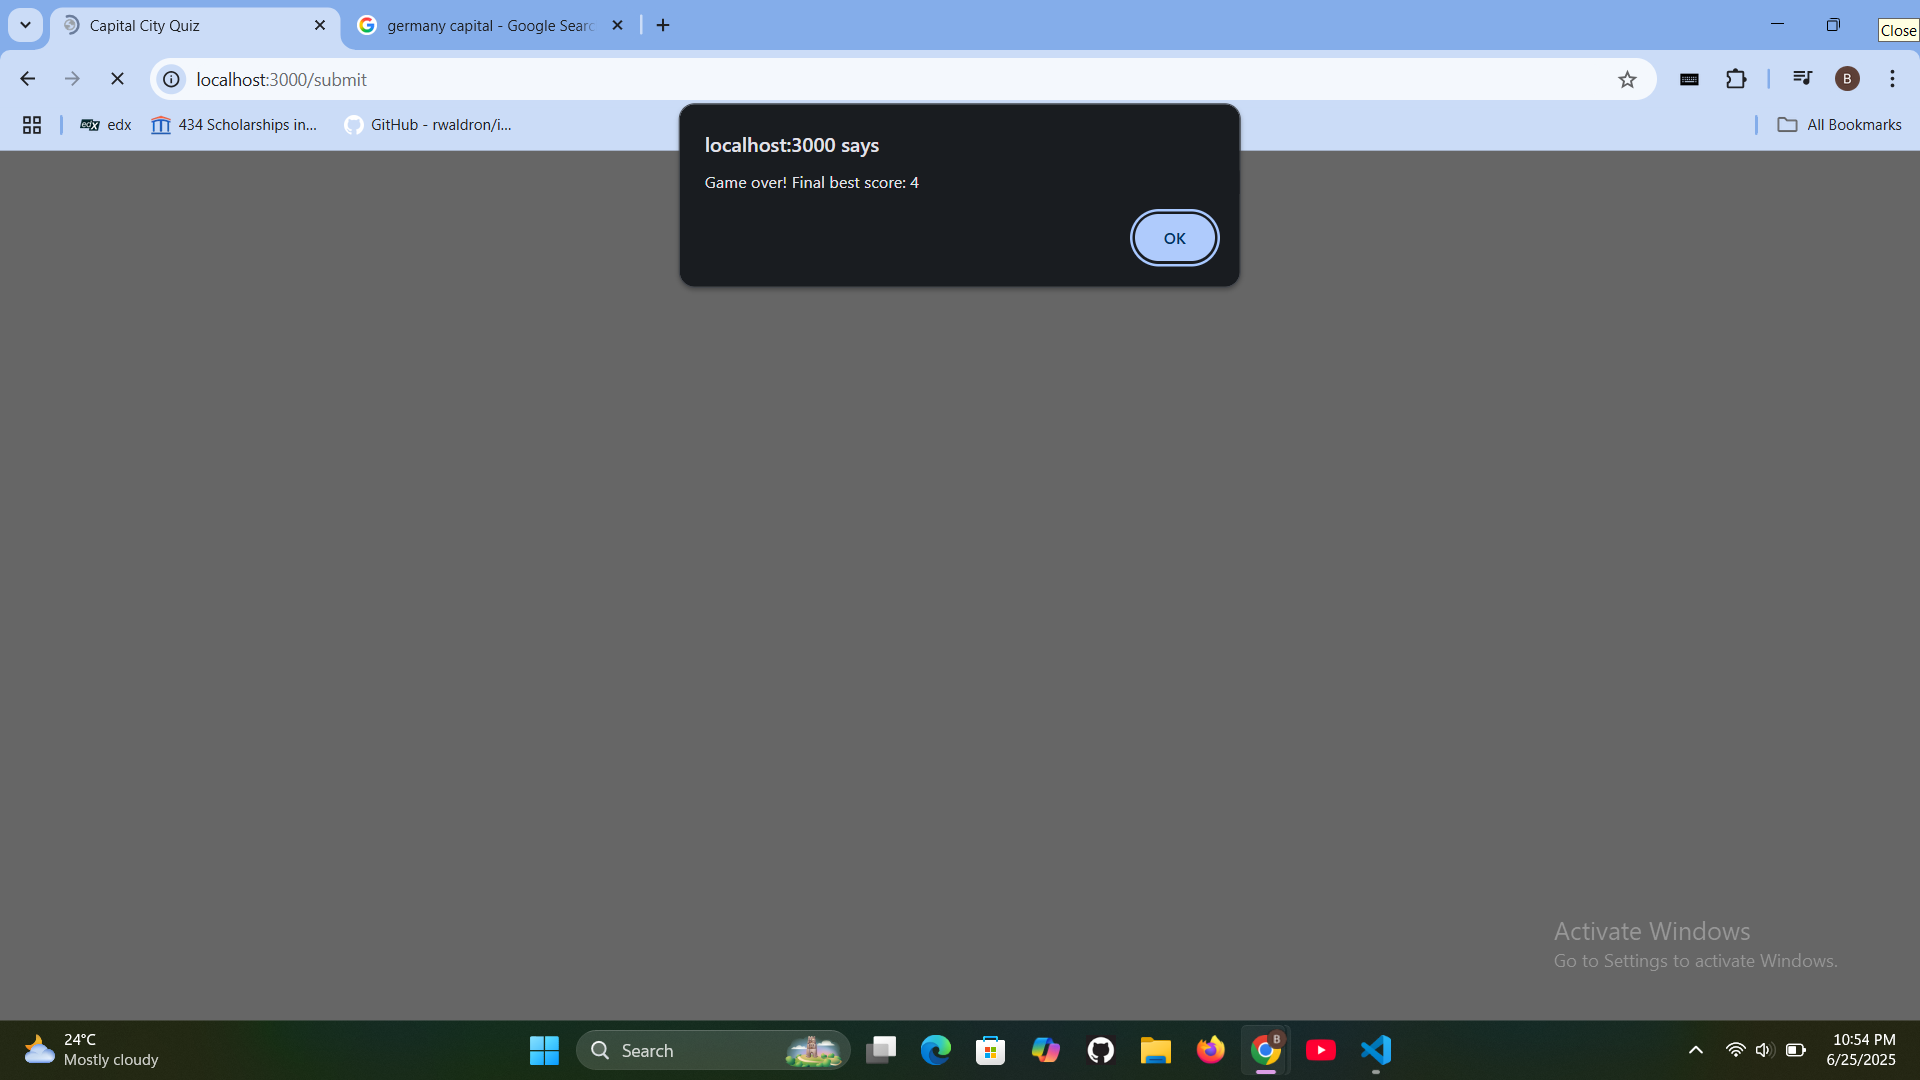 Capital City Quiz
germany capital - Google Searc
Close
localhost:3000/submit
B
edx
edx
434 Scholarships in...
GitHub - rwaldron/i...
All Bookmarks
localhost:3000 says
Game over! Final best score: 4
OK
Activate Windows
Go to Settings to activate Windows.
24°C
Mostly cloudy
Search
B
10:54 PM
6/25/2025